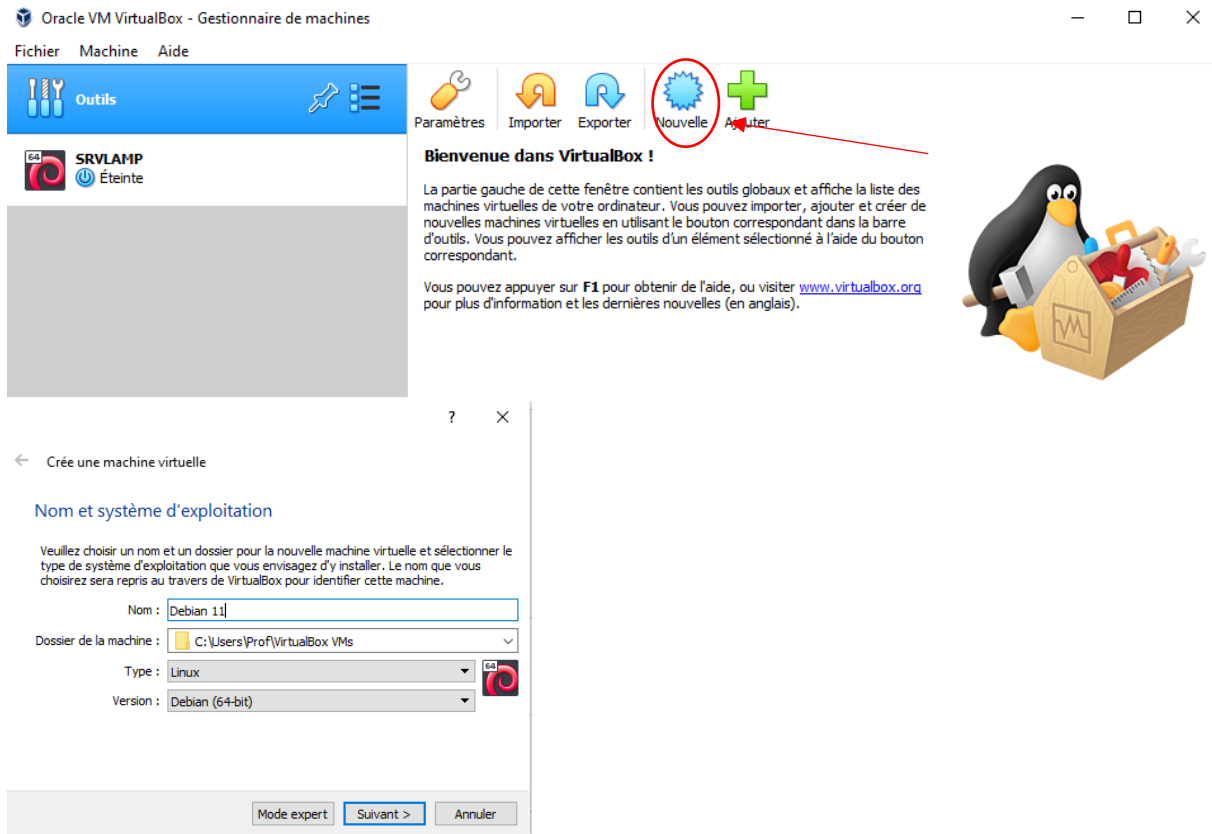 Oracle VM VirtualBox - Gestionnaire de machines
Fichier Machine Aide
Outils
Paramètres Importer Exporter Nouvelle Ajouter
64
SRVLAMP
Éteinte
Bienvenue dans VirtualBox !
La partie gauche de cette fenêtre contient les outils globaux et affiche la liste des
machines virtuelles de votre ordinateur. Vous pouvez importer, ajouter et créer de
nouvelles machines virtuelles en utilisant le bouton correspondant dans la barre
d'outils. Vous pouvez afficher les outils d'un élément sélectionné à l'aide du bouton
correspondant.
Vous pouvez appuyer sur F1 pour obtenir de l'aide, ou visiter www.virtualbox.org
pour plus d'information et les dernières nouvelles (en anglais).
?
Crée une machine virtuelle
Nom et système d'exploitation
Veuillez choisir un nom et un dossier pour la nouvelle machine virtuelle et sélectionner le
type de système d'exploitation que vous envisagez d'y installer. Le nom que vous
choisirez sera repris au travers de VirtualBox pour identifier cette machine.
Nom : Debian 11
Dossier de la machine : C:\Users\Prof\VirtualBox VMs
Type : Linux
64
Version : Debian (64-bit)
Mode expert Suivant > Annuler